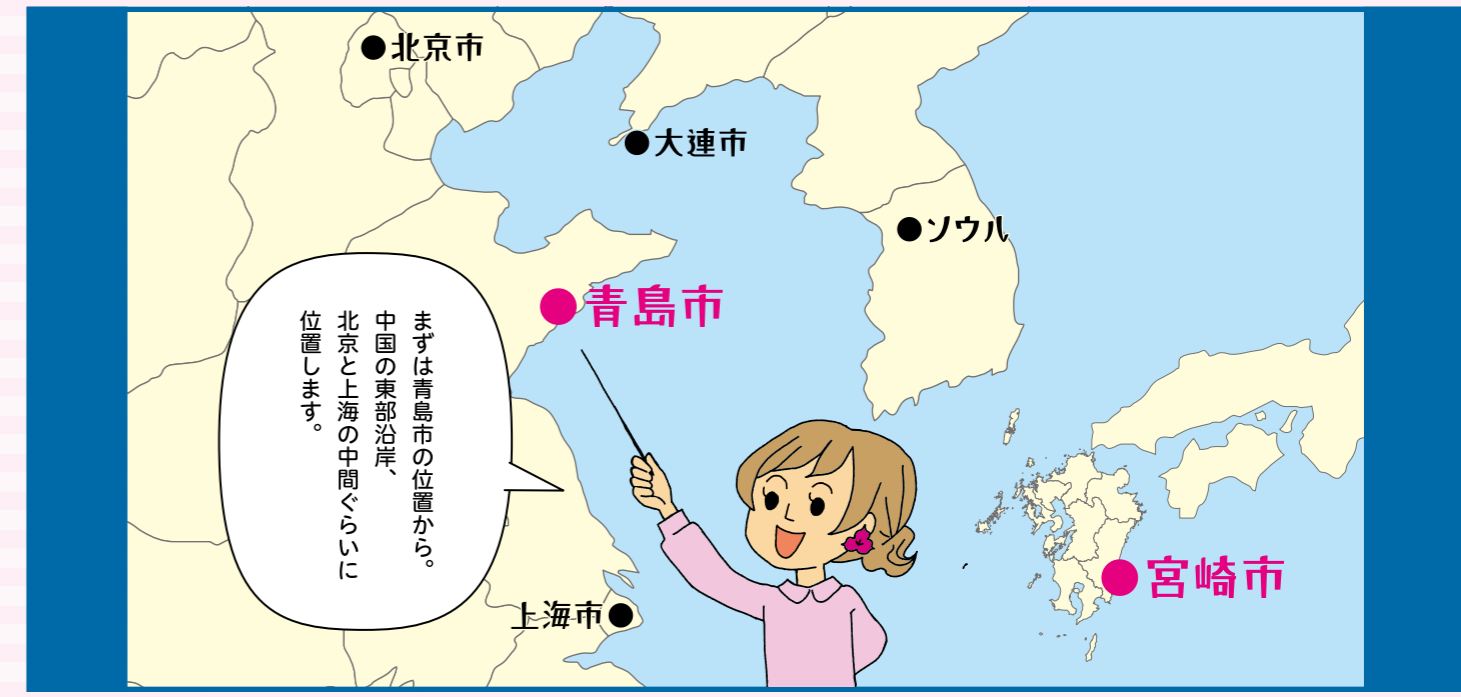 北京市
大連市
ソウル
青島市
まずは青島市の位置から。
中国の東部沿岸、
北京と上海の中間ぐらいに
位置します。
宮崎市
上海市